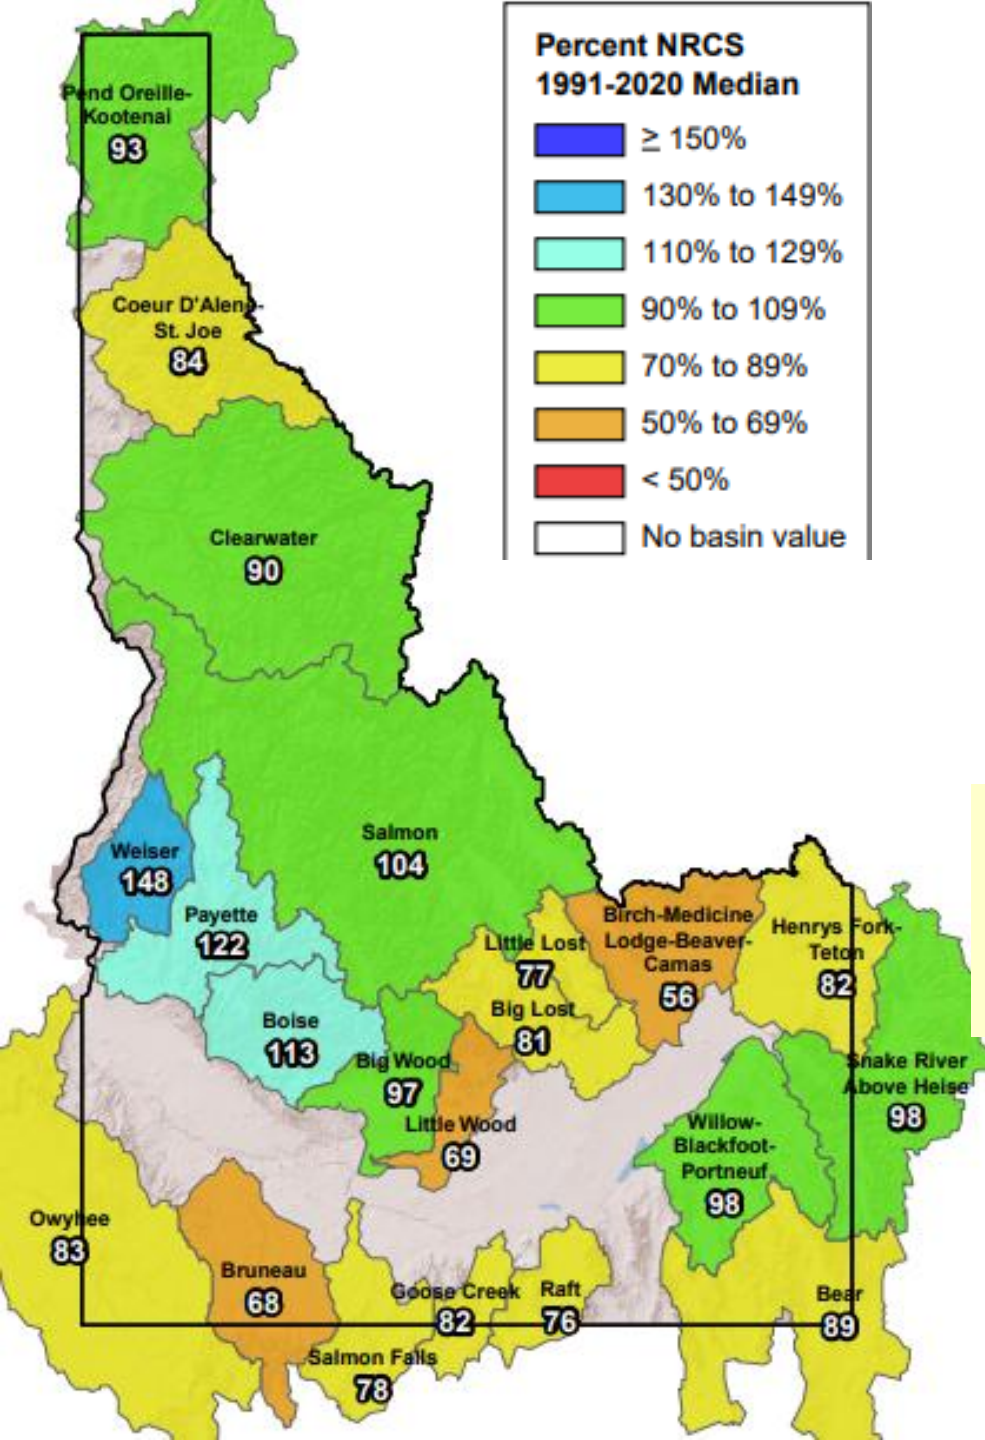 Percent NRCS
1991-2020 Median
≥ 150%
130% to 149%
110% to 129%
90% to 109%
70% to 89%
50% to 69%
< 50%
No basin value
Pend Oreille-
Kootenai
93
Coeur D'Alene-
St. Joe
84
Clearwater
90
Salmon
104
Weiser
148
Payette
122
Boise
113
Big Wood
97
Little Wood
69
Little Lost
77
Big Lost
81
Birch-Medicine
Lodge-Beaver-
Camas
56
Henrys Fork-
Teton
82
Snake River
Above Heise
98
Willow-
Blackfoot-
Portneuf
98
Owyhee
83
Bruneau
68
Salmon Falls
78
Goose Creek
82
Raft
76
Bear
89